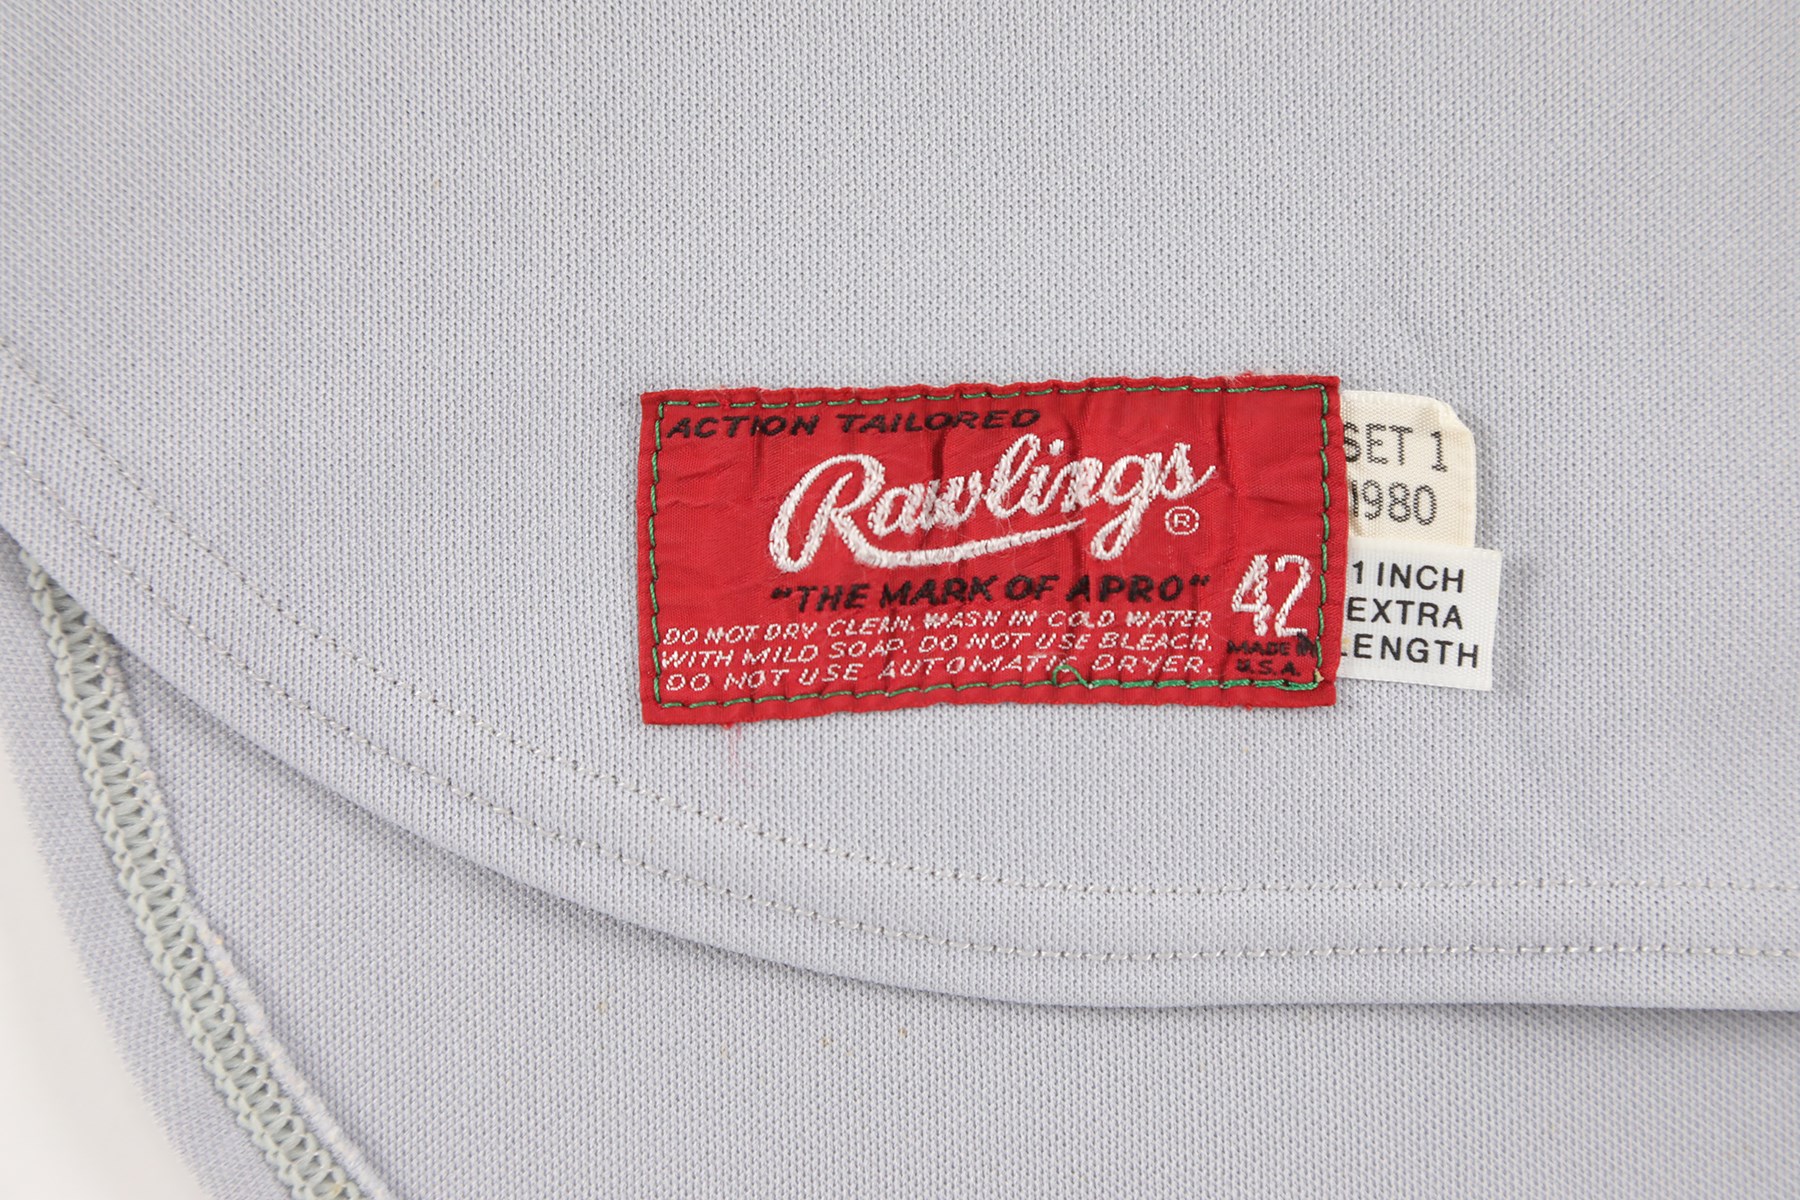 ACTION TAILORED
Rawlings®
"THE MARK OF A PRO"
42
DO NOT DRY CLEAN. WASH IN COLD WATER
WITH MILD SOAP. DO NOT USE BLEACH.
DO NOT USE AUTOMATIC DRYER.
MADE IN
U.S.A.
SET 1
1980
1 INCH
EXTRA
LENGTH